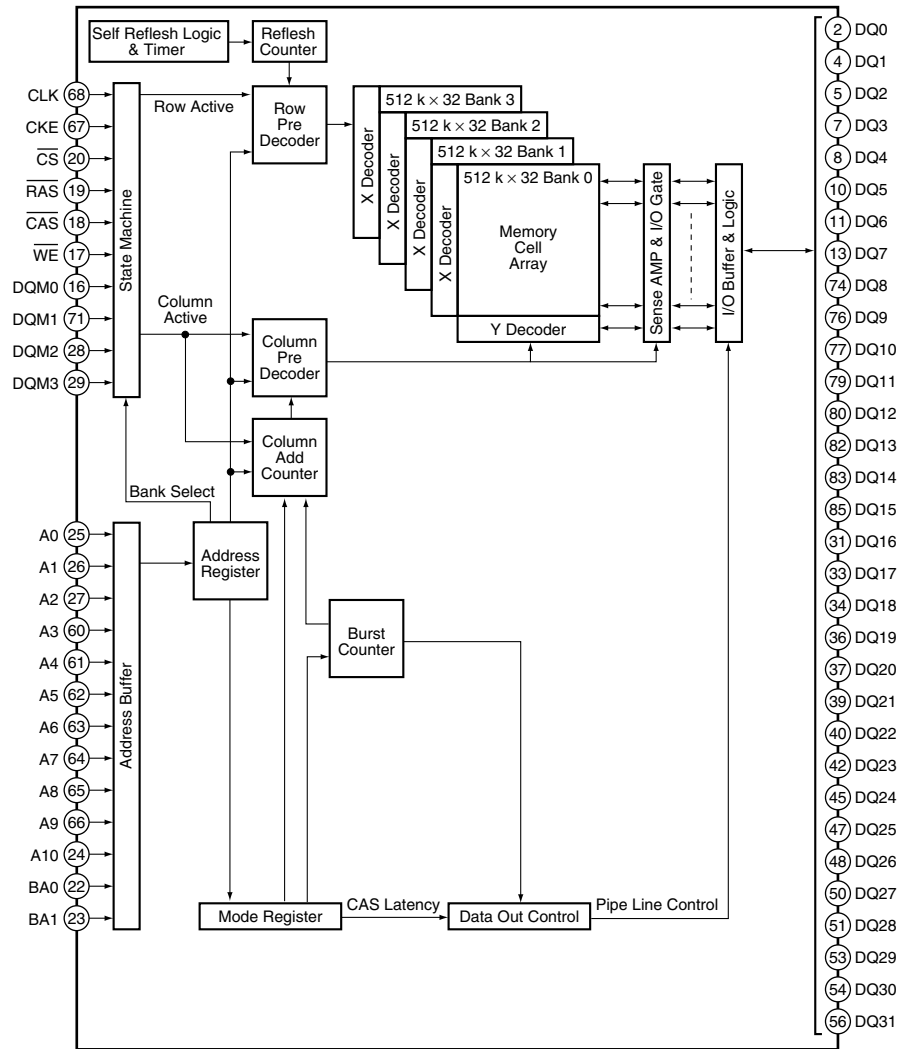 Self Reflesh Logic
& Timer
Reflesh
Counter
CLK 68
CKE 67
CS 20
RAS 19
CAS 18
WE 17
DQM0 16
DQM1 71
DQM2 28
DQM3 29
State Machine
Row Active
Row
Pre
Decoder
X Decoder
512 k × 32 Bank 3
X Decoder
512 k × 32 Bank 2
X Decoder
512 k × 32 Bank 1
X Decoder
512 k × 32 Bank 0
Memory
Cell
Array
Y Decoder
Sense AMP & I/O Gate
I/O Buffer & Logic
Column
Active
Column
Pre
Decoder
Column
Add
Counter
Bank Select
A0 25
A1 26
A2 27
A3 60
A4 61
A5 62
A6 63
A7 64
A8 65
A9 66
A10 24
BA0 22
BA1 23
Address Buffer
Address
Register
Burst
Counter
Mode Register
CAS Latency
Data Out Control
Pipe Line Control
2 DQ0
4 DQ1
5 DQ2
7 DQ3
8 DQ4
10 DQ5
11 DQ6
13 DQ7
74 DQ8
76 DQ9
77 DQ10
79 DQ11
80 DQ12
82 DQ13
83 DQ14
85 DQ15
31 DQ16
33 DQ17
34 DQ18
36 DQ19
37 DQ20
39 DQ21
40 DQ22
42 DQ23
45 DQ24
47 DQ25
48 DQ26
50 DQ27
51 DQ28
53 DQ29
54 DQ30
56 DQ31